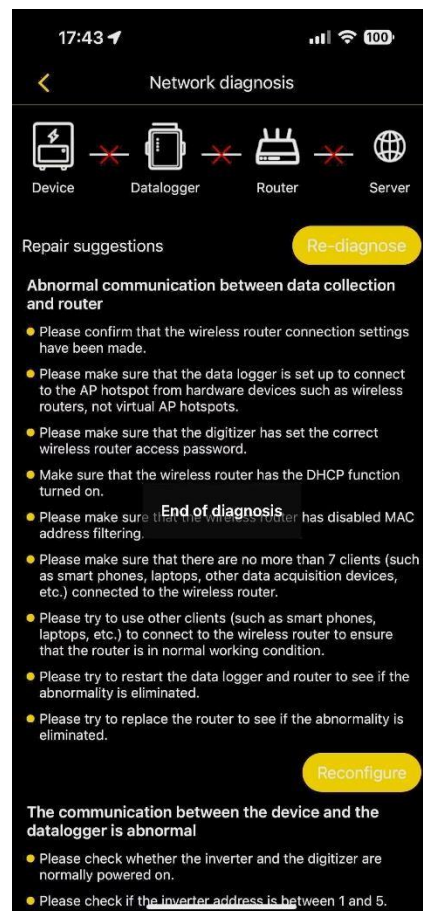 17:43
100
Network diagnosis
Device
Datalogger
Router
Server
Repair suggestions
Re-diagnose
Abnormal communication between data collection
and router
Please confirm that the wireless router connection settings
have been made.
Please make sure that the data logger is set up to connect
to the AP hotspot from hardware devices such as wireless
routers, not virtual AP hotspots.
Please make sure that the digitizer has set the correct
wireless router access password.
Make sure that the wireless router has the DHCP function
turned on.
Please make sure that the wireless router has disabled MAC
address filtering.
End of diagnosis
Please make sure that there are no more than 7 clients (such
as smart phones, laptops, other data acquisition devices,
etc.) connected to the wireless router.
Please try to use other clients (such as smart phones,
laptops, etc.) to connect to the wireless router to ensure
that the router is in normal working condition.
Please try to restart the data logger and router to see if the
abnormality is eliminated.
Please try to replace the router to see if the abnormality is
eliminated.
Reconfigure
The communication between the device and the
datalogger is abnormal
Please check whether the inverter and the digitizer are
normally powered on.
Please check if the inverter address is between 1 and 5.